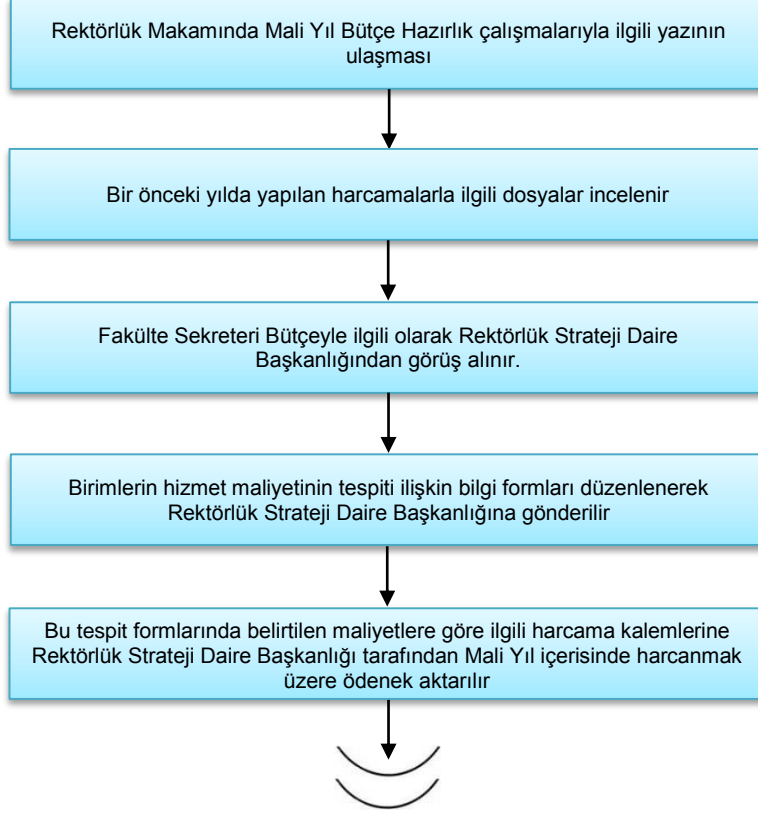 Rektörlük Makamında Mali Yıl Bütçe Hazırlık çalışmalarıyla ilgili yazının
ulaşması
Bir önceki yılda yapılan harcamalarla ilgili dosyalar incelenir
Fakülte Sekreteri Bütçeyle ilgili olarak Rektörlük Strateji Daire
Başkanlığından görüş alınır.
Birimlerin hizmet maliyetinin tespiti ilişkin bilgi formları düzenlenerek
Rektörlük Strateji Daire Başkanlığına gönderilir
Bu tespit formlarında belirtilen maliyetlere göre ilgili harcama kalemlerine
Rektörlük Strateji Daire Başkanlığı tarafından Mali Yıl içerisinde harcanmak
üzere ödenek aktarılır